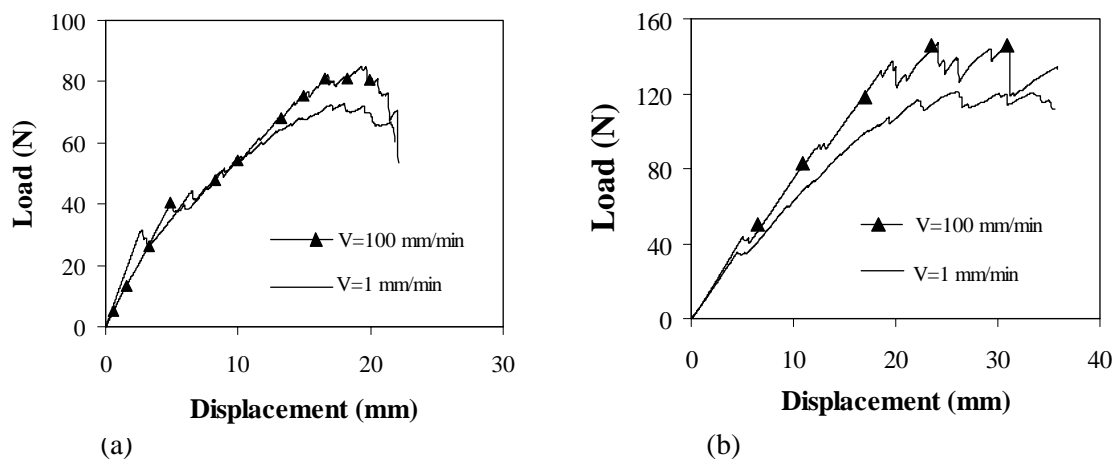 100
80
60
40
20
0
Load (N)
V=100 mm/min
V=1 mm/min
0 10 20 30
Displacement (mm)
(a)
160
120
80
40
0
Load (N)
V=100 mm/min
V=1 mm/min
0 10 20 30 40
Displacement (mm)
(b)